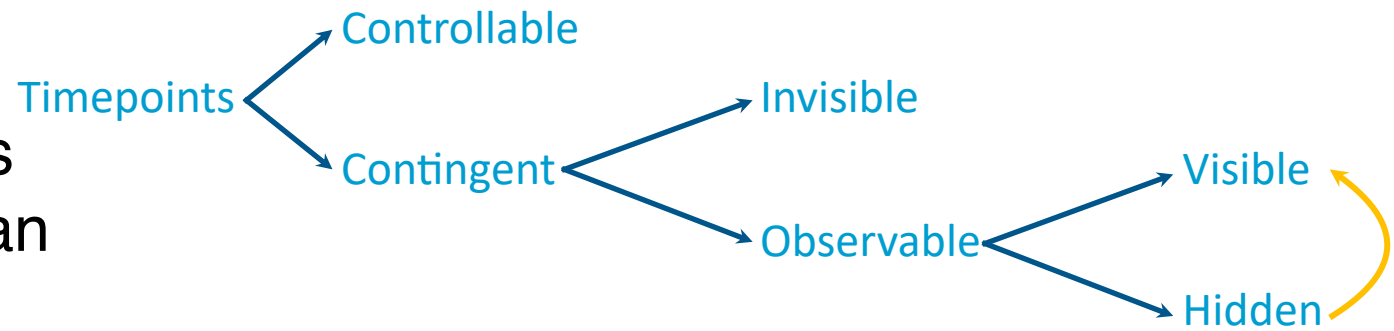 Controllable
Timepoints
Invisible
s
Contingent
Visible
an
Observable
Hidden